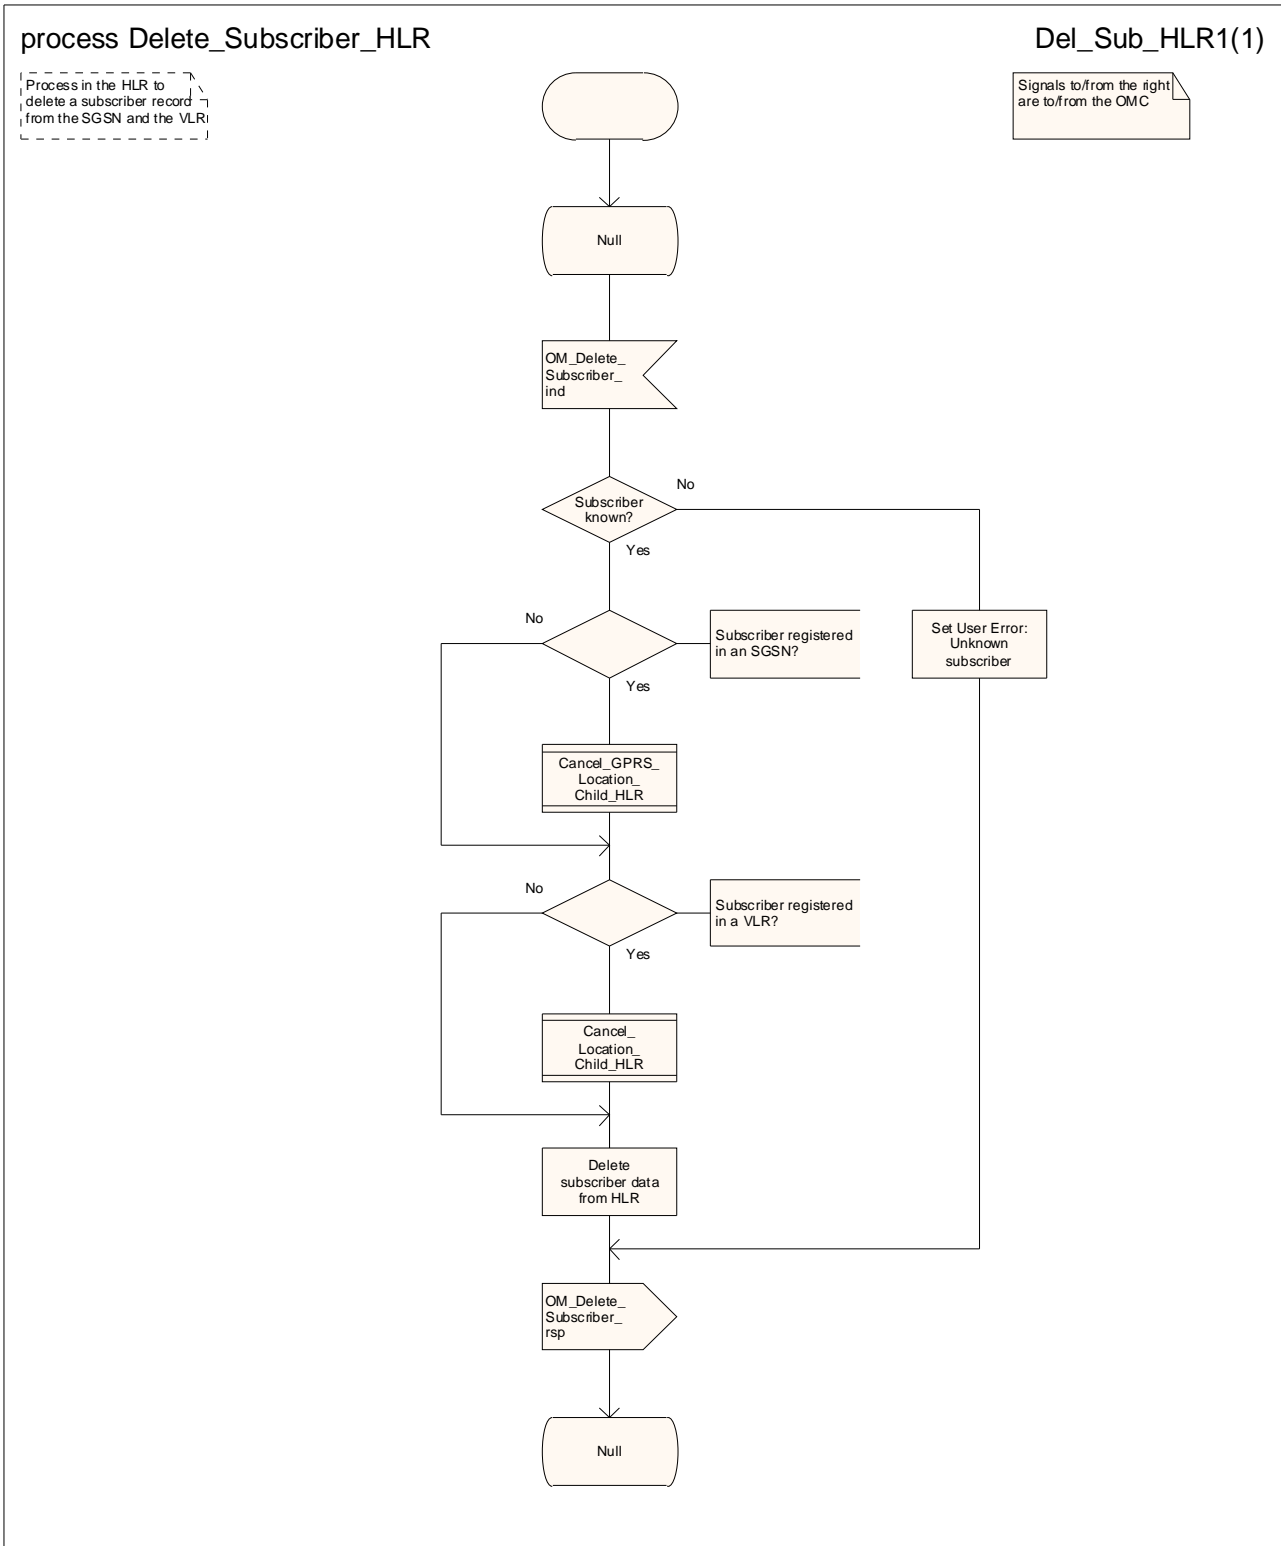 process Delete_Subscriber_HLR
Del_Sub_HLR1(1)
Process in the HLR to
delete a subscriber record
from the SGSN and the VLR
Signals to/from the right
are to/from the OMC
Null
OM_Delete_
Subscriber_
ind
Subscriber
known?
No
Yes
No
Subscriber registered
in an SGSN?
Set User Error:
Unknown
subscriber
Yes
Cancel_GPRS_
Location_
Child_HLR
No
Subscriber registered
in a VLR?
Yes
Cancel_
Location_
Child_HLR
Delete
subscriber data
from HLR
OM_Delete_
Subscriber_
rsp
Null